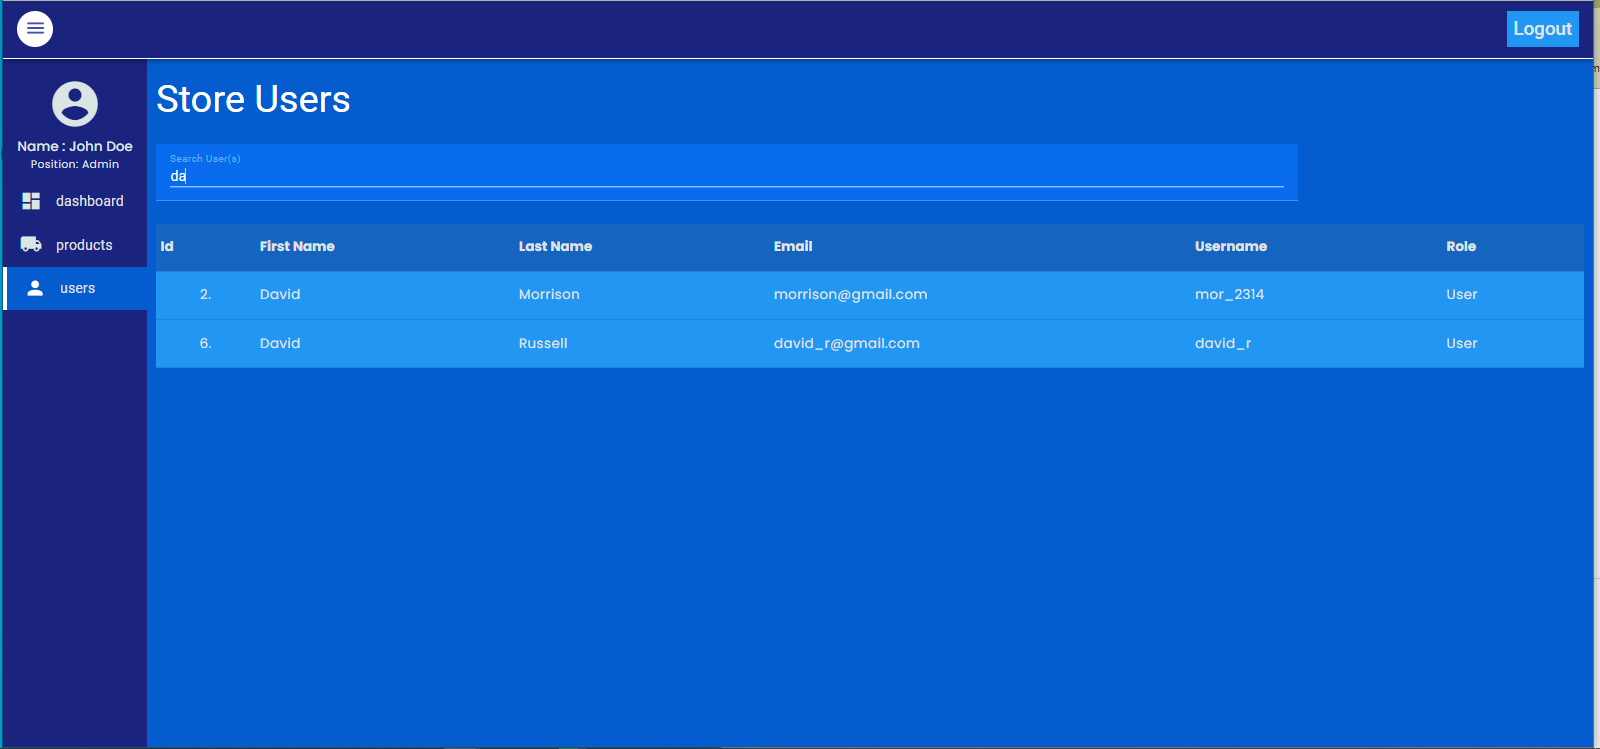 Logout
Name : John Doe
Position: Admin
dashboard
products
users
Store Users
Search User(s)
da
Id First Name Last Name Email Username Role
2. David Morrison morrison@gmail.com mor_2314 User
6. David Russell david_r@gmail.com david_r User